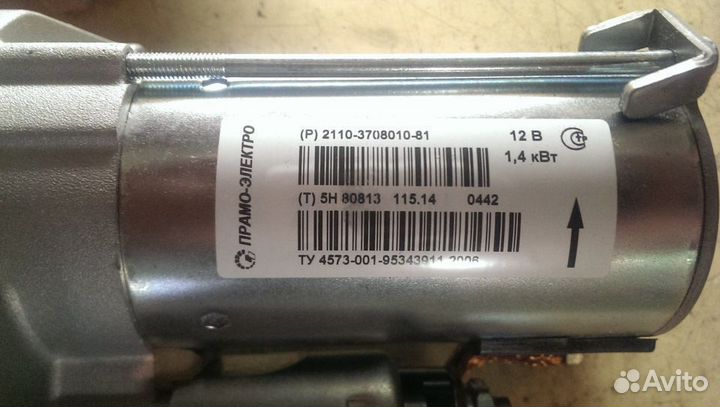 ПРАМО-ЭЛЕКТРО
(P) 2110-3708010-81
12 В
1,4 кВт
(T) 5H 80813 115.14 0442
ТУ 4573-001-95343911-2006
Avito